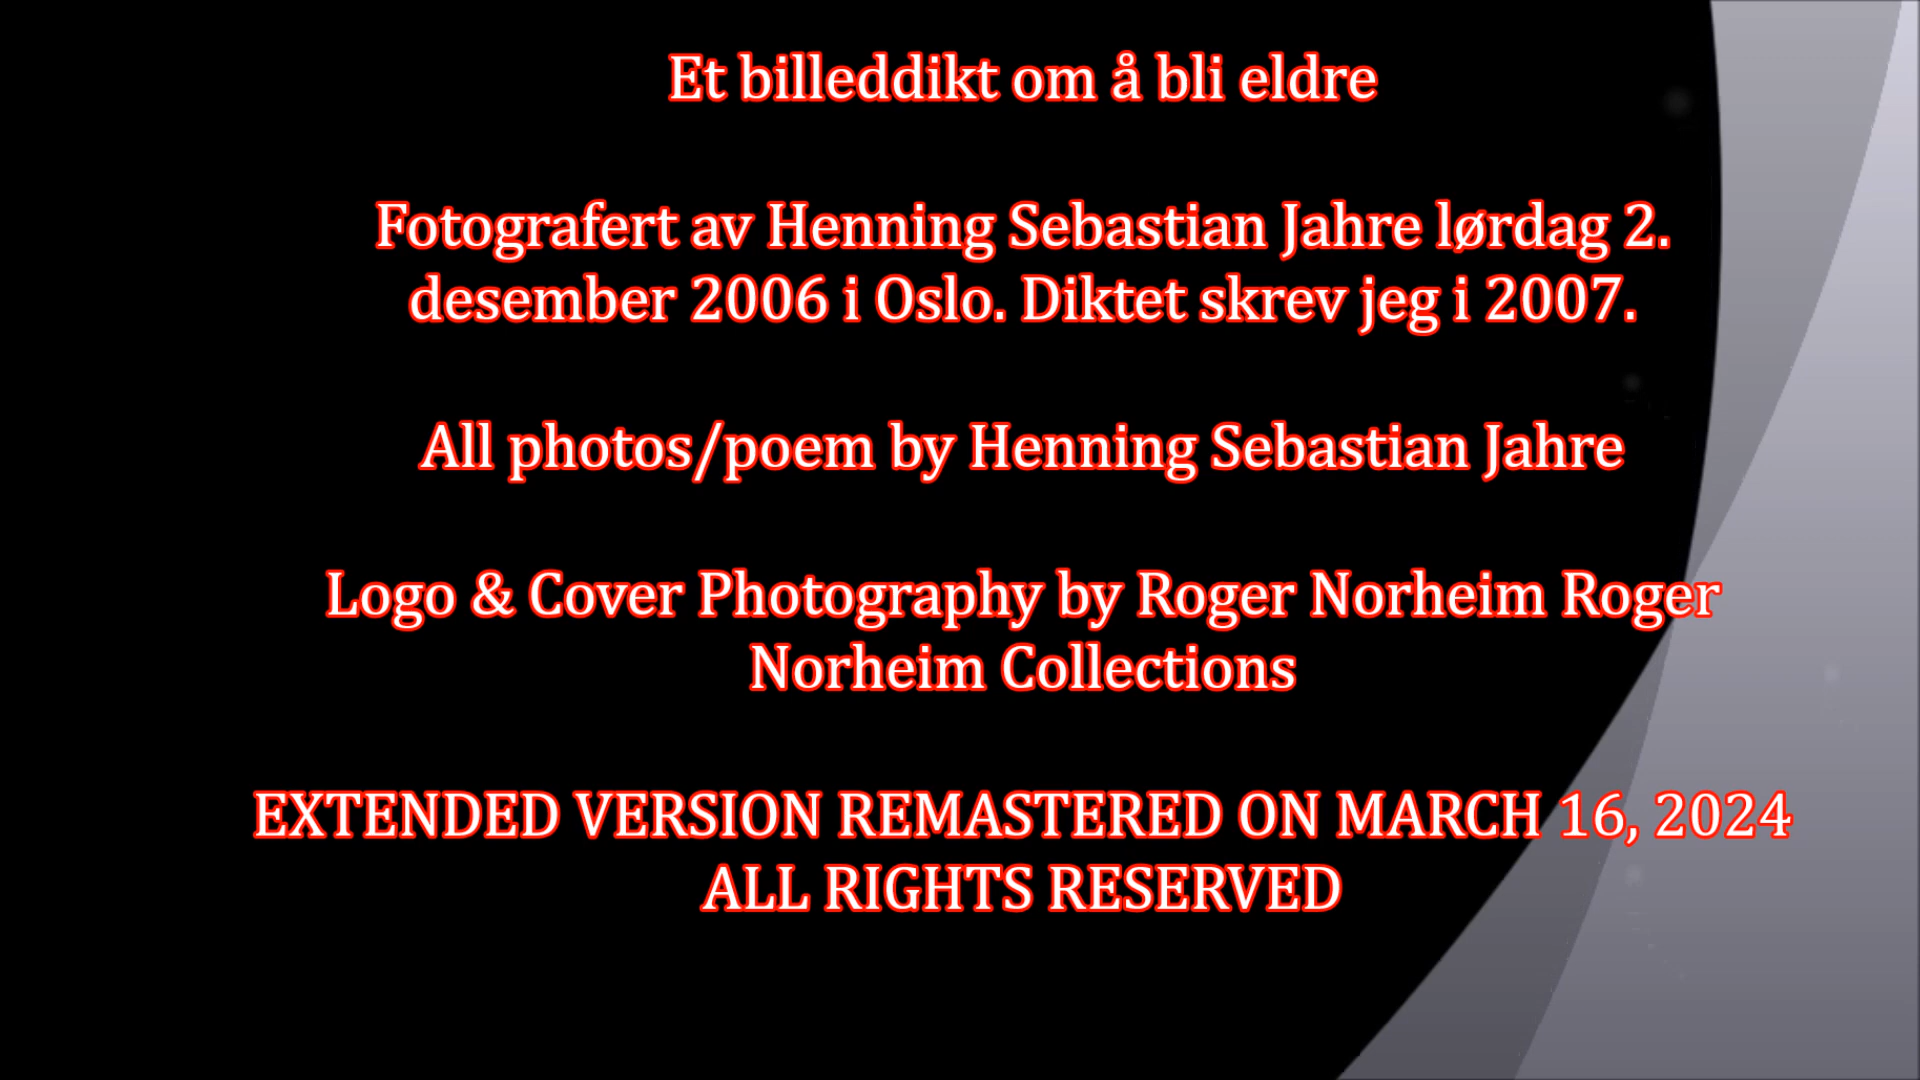 Et billeddikt om å bli eldre
Fotografert av Henning Sebastian Jahre lørdag 2.
desember 2006 i Oslo. Diktet skrev jeg i 2007.
All photos/poem by Henning Sebastian Jahre
Logo & Cover Photography by Roger Norheim Roger
Norheim Collections
EXTENDED VERSION REMASTERED ON MARCH 16, 2024
ALL RIGHTS RESERVED